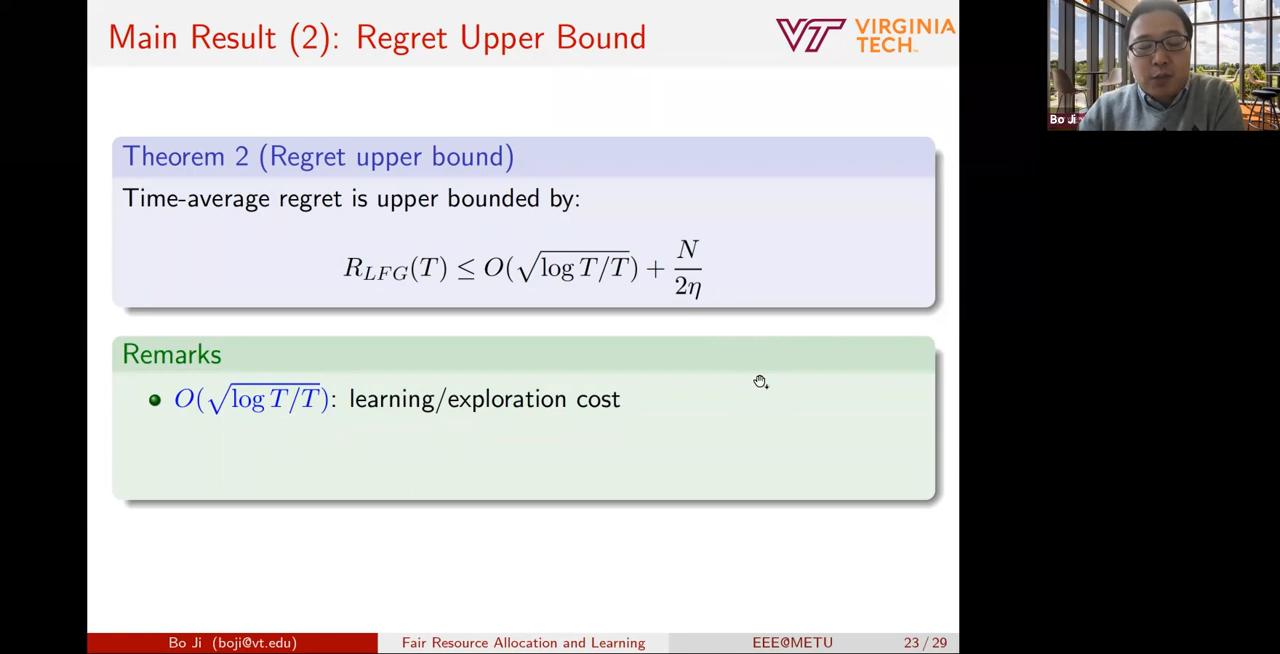 Main Result (2): Regret Upper Bound
VIRGINIA
TECH
Bo Ji
Theorem 2 (Regret upper bound)
Time-average regret is upper bounded by:
R_{LFG}(T) ≤ O(√(log T/T)) + N/2η
Remarks
O(√(log T/T)): learning/exploration cost
Bo Ji (boji@vt.edu)
Fair Resource Allocation and Learning
EEE@METU
23 / 29